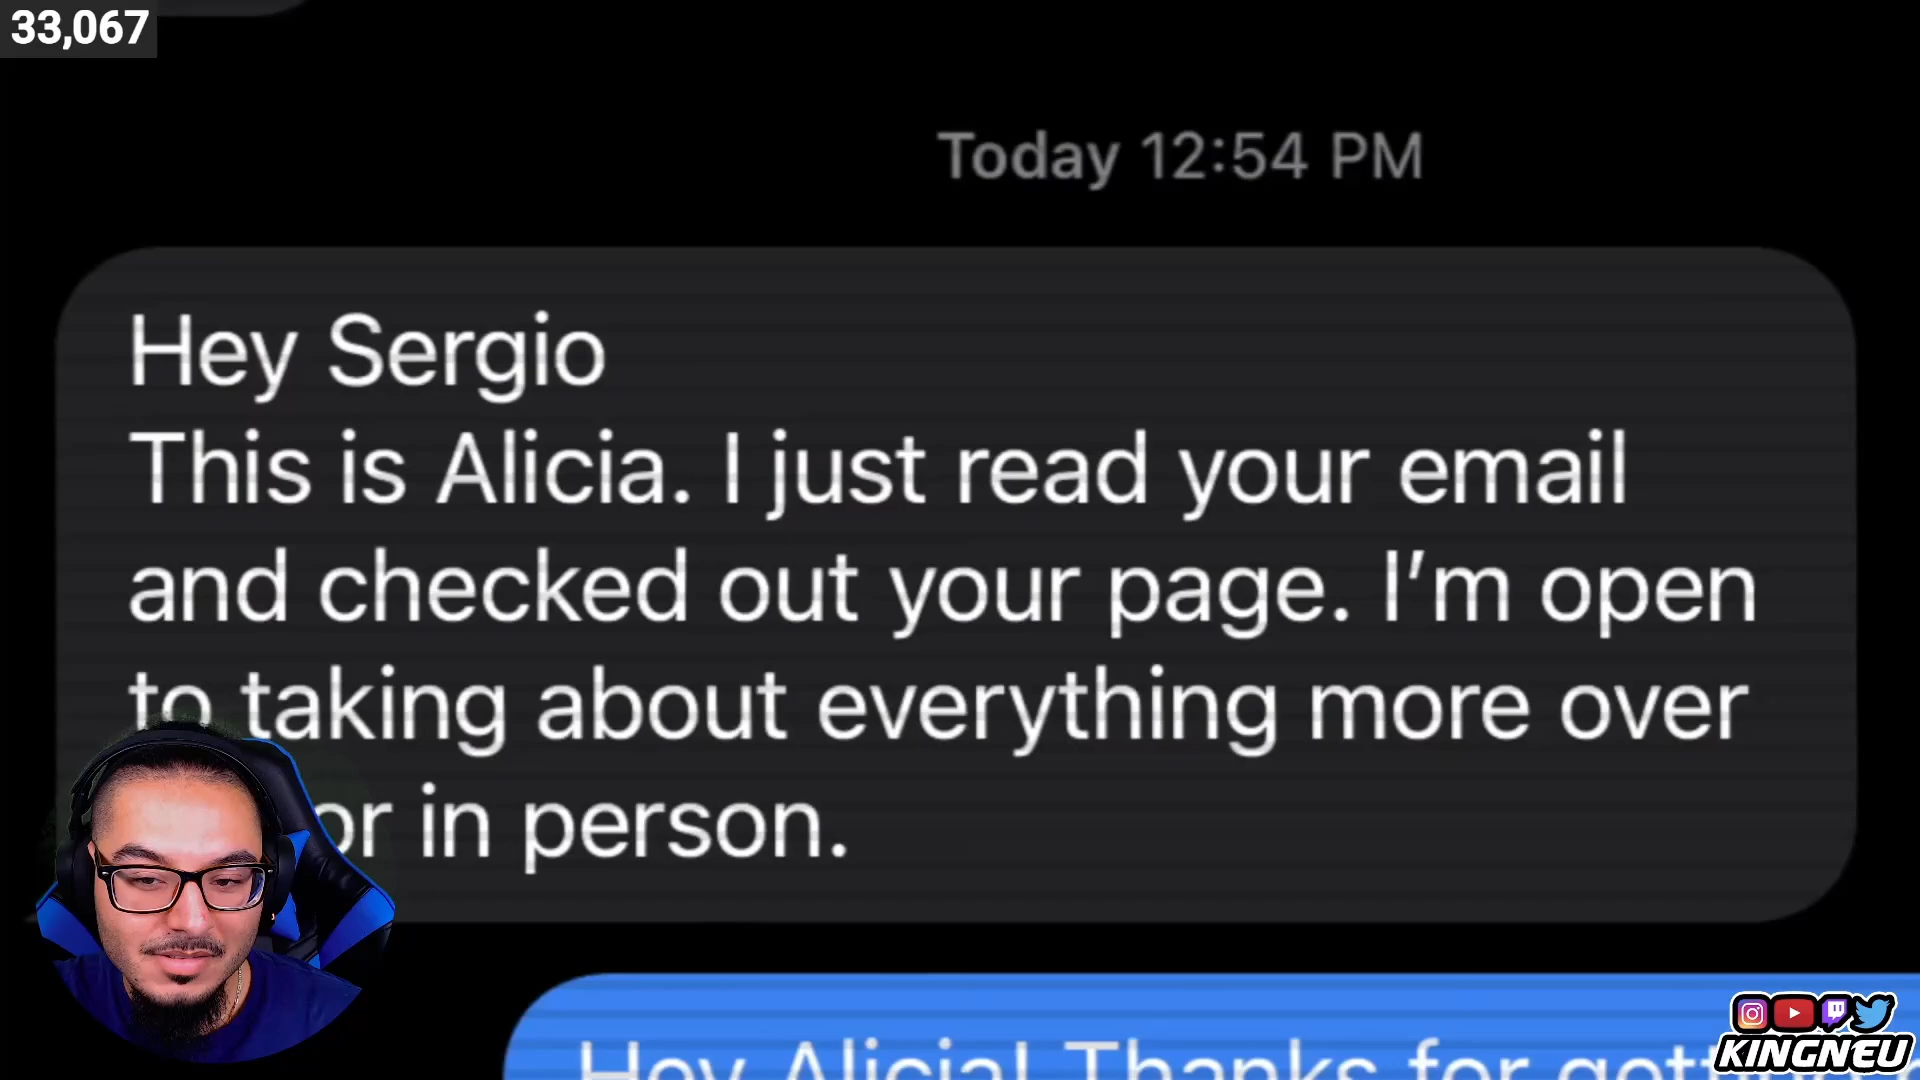 33,067
Today 12:54 PM
Hey Sergio
This is Alicia. I just read your email
and checked out your page. I’m open
to taking about everything more over
or in person.
Hey Alicia! Thanks for
KINGNEU